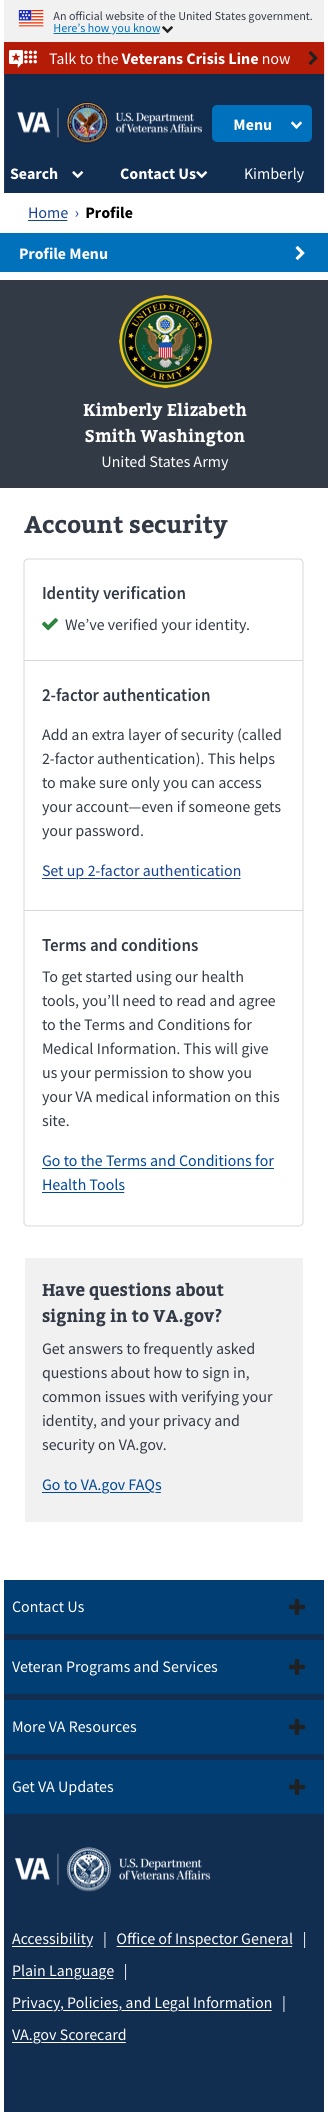 An official website of the United States government.
Here's how you know
Talk to the Veterans Crisis Line now
VA
U.S. Department
of Veterans Affairs
Menu
Search
Contact Us
Kimberly
Home › Profile
Profile Menu
UNITED STATES
ARMY
Kimberly Elizabeth
Smith Washington
United States Army
Account security
Identity verification
We’ve verified your identity.
2-factor authentication
Add an extra layer of security (called
2-factor authentication). This helps
to make sure only you can access
your account—even if someone gets
your password.
Set up 2-factor authentication
Terms and conditions
To get started using our health
tools, you’ll need to read and agree
to the Terms and Conditions for
Medical Information. This will give
us your permission to show you
your VA medical information on this
site.
Go to the Terms and Conditions for
Health Tools
Have questions about
signing in to VA.gov?
Get answers to frequently asked
questions about how to sign in,
common issues with verifying your
identity, and your privacy and
security on VA.gov.
Go to VA.gov FAQs
Contact Us
Veteran Programs and Services
More VA Resources
Get VA Updates
VA
U.S. Department
of Veterans Affairs
Accessibility | Office of Inspector General |
Plain Language |
Privacy, Policies, and Legal Information |
VA.gov Scorecard